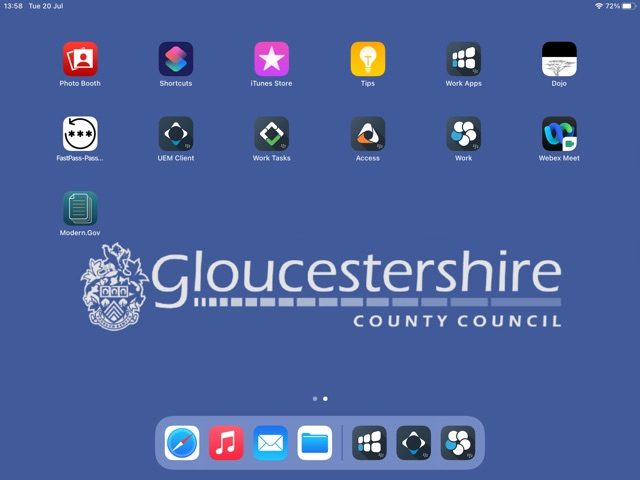 13:58 Tue 20 Jul 72%
Photo Booth Shortcuts iTunes Store Tips Work Apps Dojo
***
FastPass-Pass... UEM Client Work Tasks Access Work Webex Meet
Modern.Gov
Gloucestershire
COUNTY COUNCIL